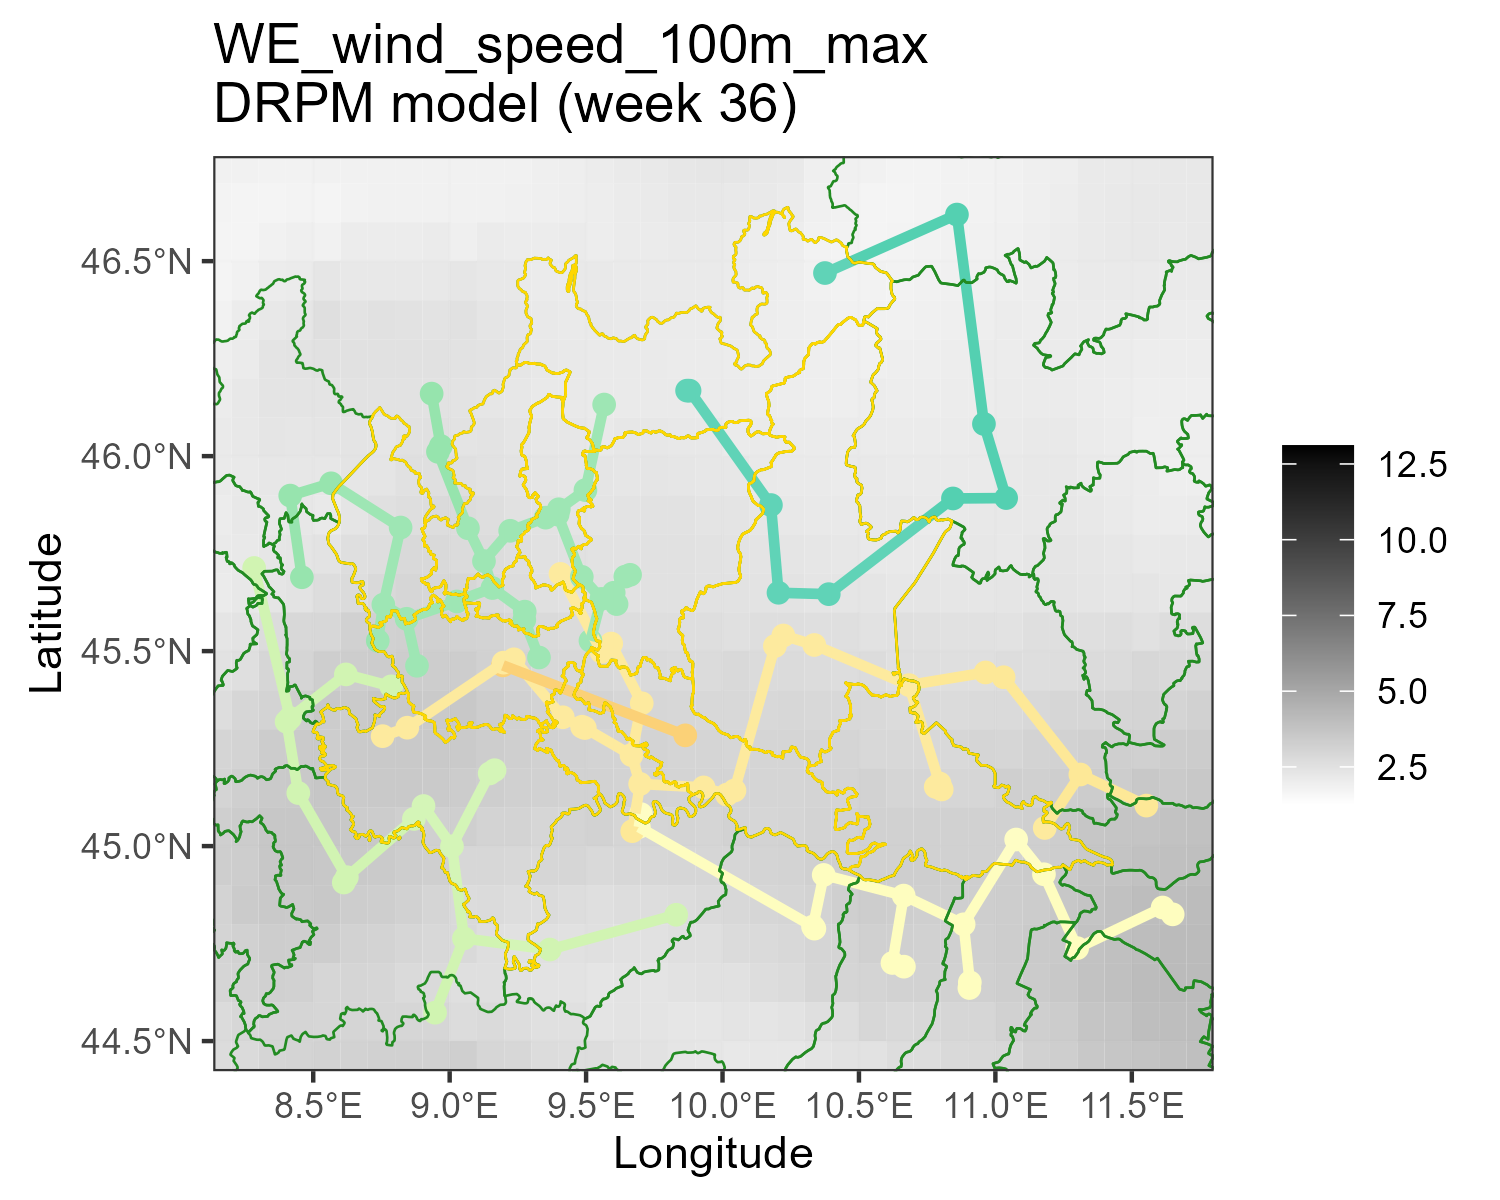 WE_wind_speed_100m_max
DRPM model (week 36)
46.5°N
46.0°N
45.5°N
45.0°N
44.5°N
Latitude
8.5°E 9.0°E 9.5°E 10.0°E 10.5°E 11.0°E 11.5°E
Longitude
12.5
10.0
7.5
5.0
2.5